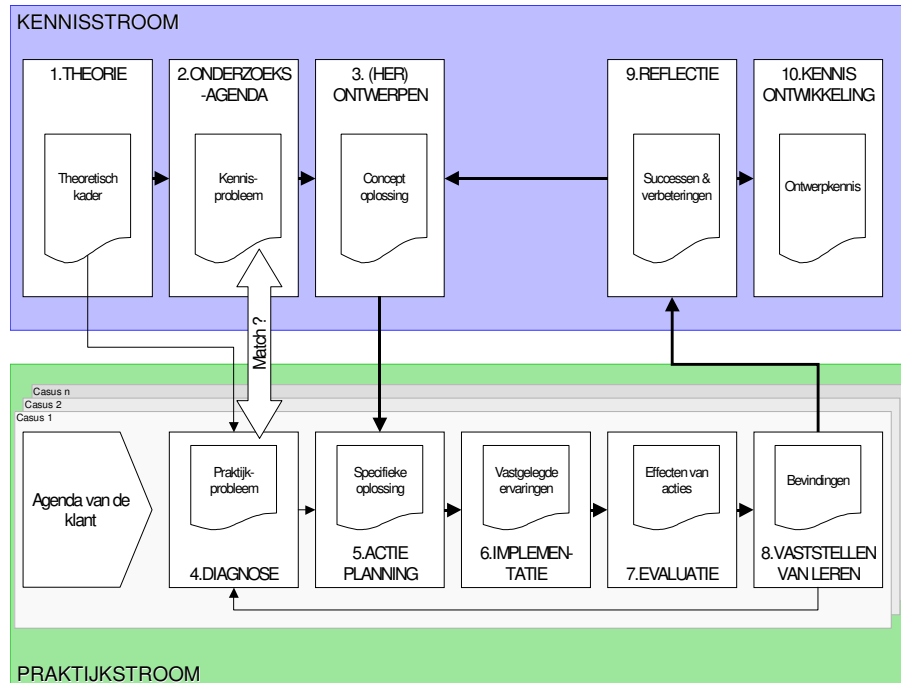 KENNISSTROOM
1.THEORIE
Theoretisch
kader
2.ONDERZOEKS
-AGENDA
Kennis-
probleem
3. (HER)
ONTWERPEN
Concept
oplossing
9.REFLECTIE
Successen &
verbeteringen
10.KENNIS
ONTWIKKELING
Ontwerpkennis
Match ?
Casus n
Casus 2
Casus 1
Agenda van de
klant
Praktijk-
probleem
4.DIAGNOSE
Specifieke
oplossing
5.ACTIE
PLANNING
Vastgelegde
ervaringen
6.IMPLEMEN-
TATIE
Effecten van
acties
7.EVALUATIE
Bevindingen
8.VASTSTELLEN
VAN LEREN
PRAKTIJKSTROOM